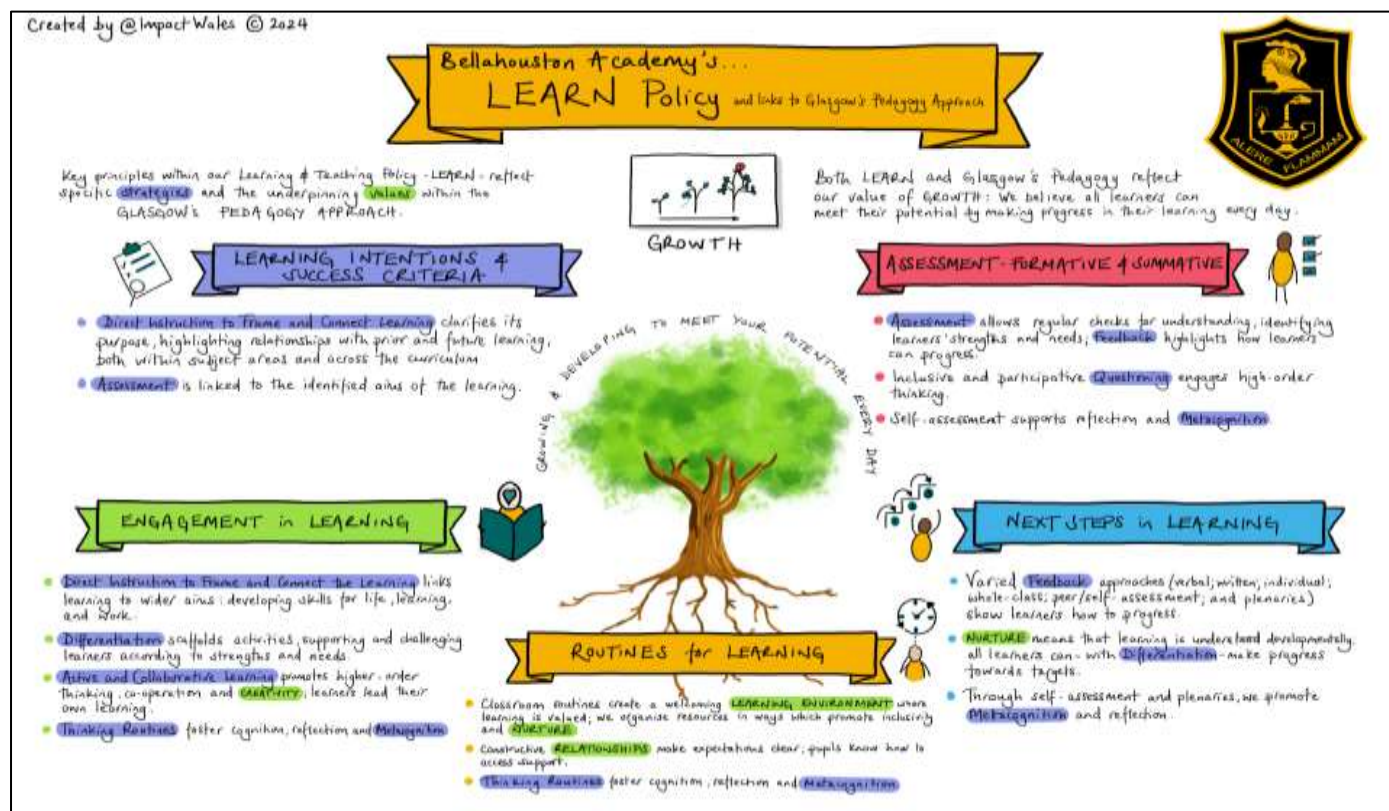 Created by @ImpactWales © 2024
Bellahouston Academy's...
LEARN Policy and links to Glasgow's Pedagogy Approach
ALERE FLAMMAM
Key principles within our Learning & Teaching Policy - LEARN - reflect
specific strategies and the underpinning values within the
GLASGOW'S PEDAGOGY APPROACH.
GROWTH
Both LEARN and Glasgow's Pedagogy reflect
our value of GROWTH: We believe all learners can
meet their potential by making progress in their learning every day.
LEARNING INTENTIONS &
SUCCESS CRITERIA
Direct Instruction to Frame and Connect Learning clarifies its
purpose, highlighting relationships with prior and future learning,
both within subject areas and across the curriculum
Assessment is linked to the identified aims of the learning.
ASSESSMENT - FORMATIVE & SUMMATIVE
Assessment allows regular checks for understanding, identifying
learners' strengths and needs; Feedback highlights how learners
can progress.
Inclusive and participative Questioning engages high-order
thinking.
Self-assessment supports reflection and Metacognition
GROWING & DEVELOPING TO MEET YOUR POTENTIAL EVERY DAY
ENGAGEMENT in LEARNING
Direct Instruction to Frame and Connect the Learning links
learning to wider aims: developing skills for life, learning,
and work.
Differentiation scaffolds activities, supporting and challenging
learners according to strengths and needs.
Active and Collaborative Learning promotes higher-order
thinking, co-operation and CREATIVITY; learners lead their
own learning.
Thinking Routines foster cognition, reflection and Metacognition
ROUTINES for LEARNING
Classroom routines create a welcoming LEARNING ENVIRONMENT where
learning is valued; we organise resources in ways which promote inclusivity
and NURTURE
Constructive RELATIONSHIPS make expectations clear; pupils know how to
access support.
Thinking Routines foster cognition, reflection and Metacognition
NEXT STEPS in LEARNING
Varied Feedback approaches (verbal; written; individual;
whole-class; peer/self-assessment; and plenaries)
show learners how to progress.
NURTURE means that learning is understood developmentally.
all learners can - with Differentiation - make progress
towards targets.
Through self-assessment and plenaries, we promote
Metacognition and reflection.